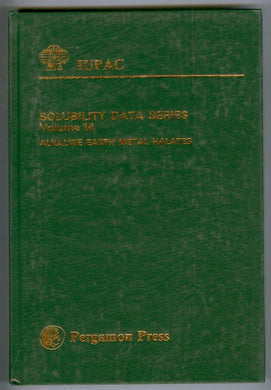 IUPAC
SOLUBILITY DATA SERIES
Volume 14
ALKALINE EARTH METAL HALATES
Pergamon Press